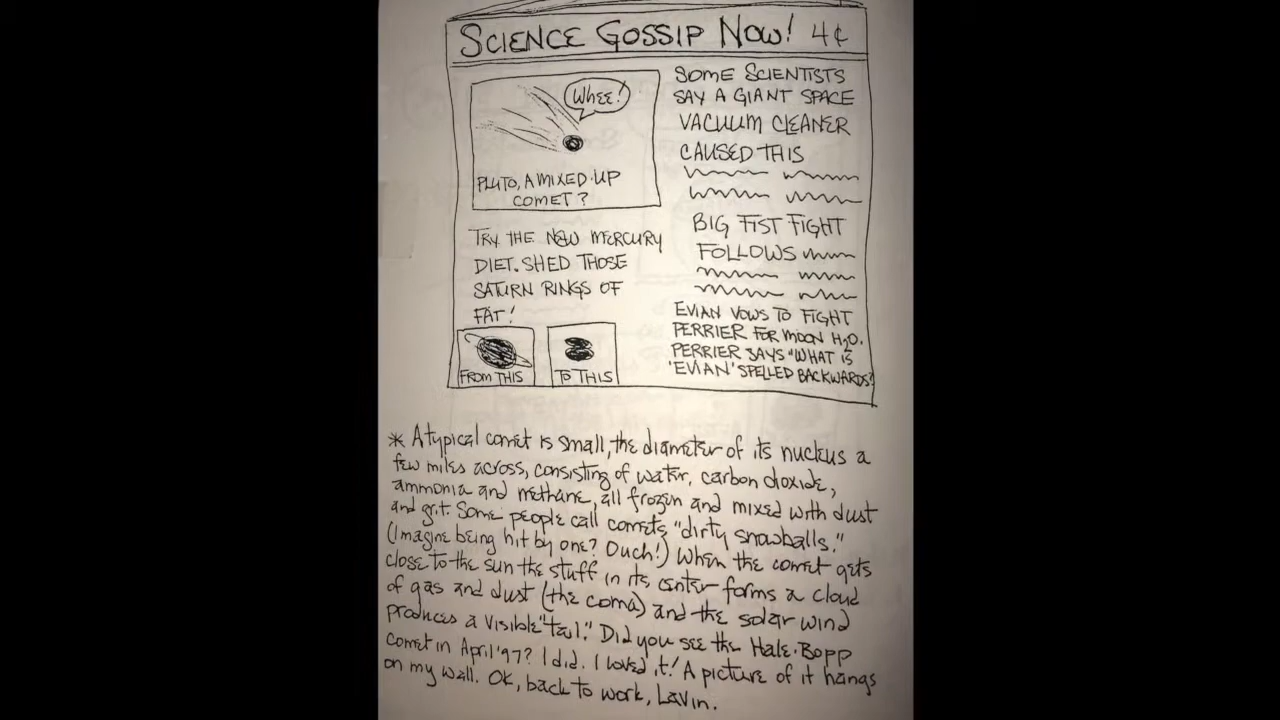 SCIENCE GOSSIP NOW! 4¢
WHEE!
PLUTO, A MIXED-UP
COMET?
TRY THE NEW MERCURY
DIET. SHED THOSE
SATURN RINGS OF
FAT!
FROM THIS
TO THIS
SOME SCIENTISTS
SAY A GIANT SPACE
VACUUM CLEANER
CAUSED THIS
BIG FIST FIGHT
FOLLOWS
EVIAN VOWS TO FIGHT
PERRIER FOR MOON H2O.
PERRIER SAYS "WHAT IS
'EVIAN' SPELLED BACKWARDS?
* A typical comet is small, the diameter of its nucleus a
few miles across, consisting of water, carbon dioxide,
ammonia and methane, all frozen and mixed with dust
and grit. Some people call comets "dirty snowballs."
(Imagine being hit by one? Ouch!) When the comet gets
close to the sun the stuff in its center forms a cloud
of gas and dust (the coma) and the solar wind
produces a visible "tail." Did you see the Hale-Bopp
comet in April '97? I did. I loved it! A picture of it hangs
on my wall. OK, back to work, Lavin.